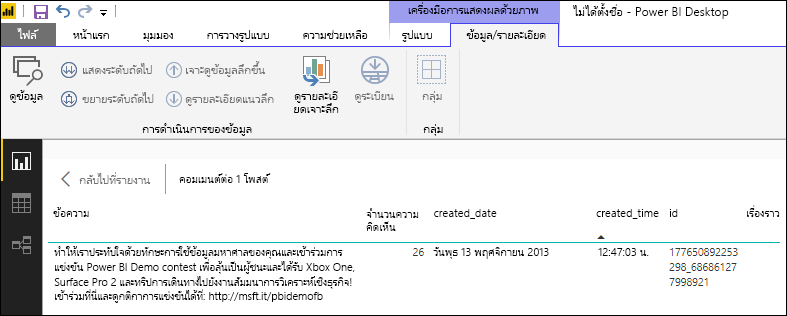 เครื่องมือการแสดงผลด้วยภาพ
ไม่ได้ตั้งชื่อ - Power BI Desktop
ไฟล์ หน้าแรก มุมมอง การวางรูปแบบ ความช่วยเหลือ รูปแบบ ข้อมูล/รายละเอียด
ดูข้อมูล
แสดงระดับถัดไป
ขยายระดับถัดไป
เจาะดูข้อมูลลึกขึ้น
ดูรายละเอียดแนวลึก
ดูรายละเอี
ยดเจาะลึก
ดูระเบียน
กลุ่ม
การดำเนินการของข้อมูล
กลุ่ม
กลับไปที่รายงาน
คอมเมนต์ต่อ 1 โพสต์
ข้อความ
จำนวนความ
คิดเห็น
created_date
created_time
id
เรื่องราว
ทำให้เราประทับใจด้วยทักษะการใช้ข้อมูลมหาศาลของคุณและเข้าร่วมการ
แข่งขัน Power BI Demo contest เพื่อลุ้นเป็นผู้ชนะและได้รับ Xbox One,
Surface Pro 2 และทริปการเดินทางไปยังงานสัมมนาการวิเคราะห์เชิงธุรกิจ!
เข้าร่วมที่นี่และดูกติกาการแข่งขันได้ที่: http://msft.it/pbidemofb
26
วันพุธ 13 พฤศจิกายน 2013
12:47:03 น.
177650892253
298_68686127
7998921